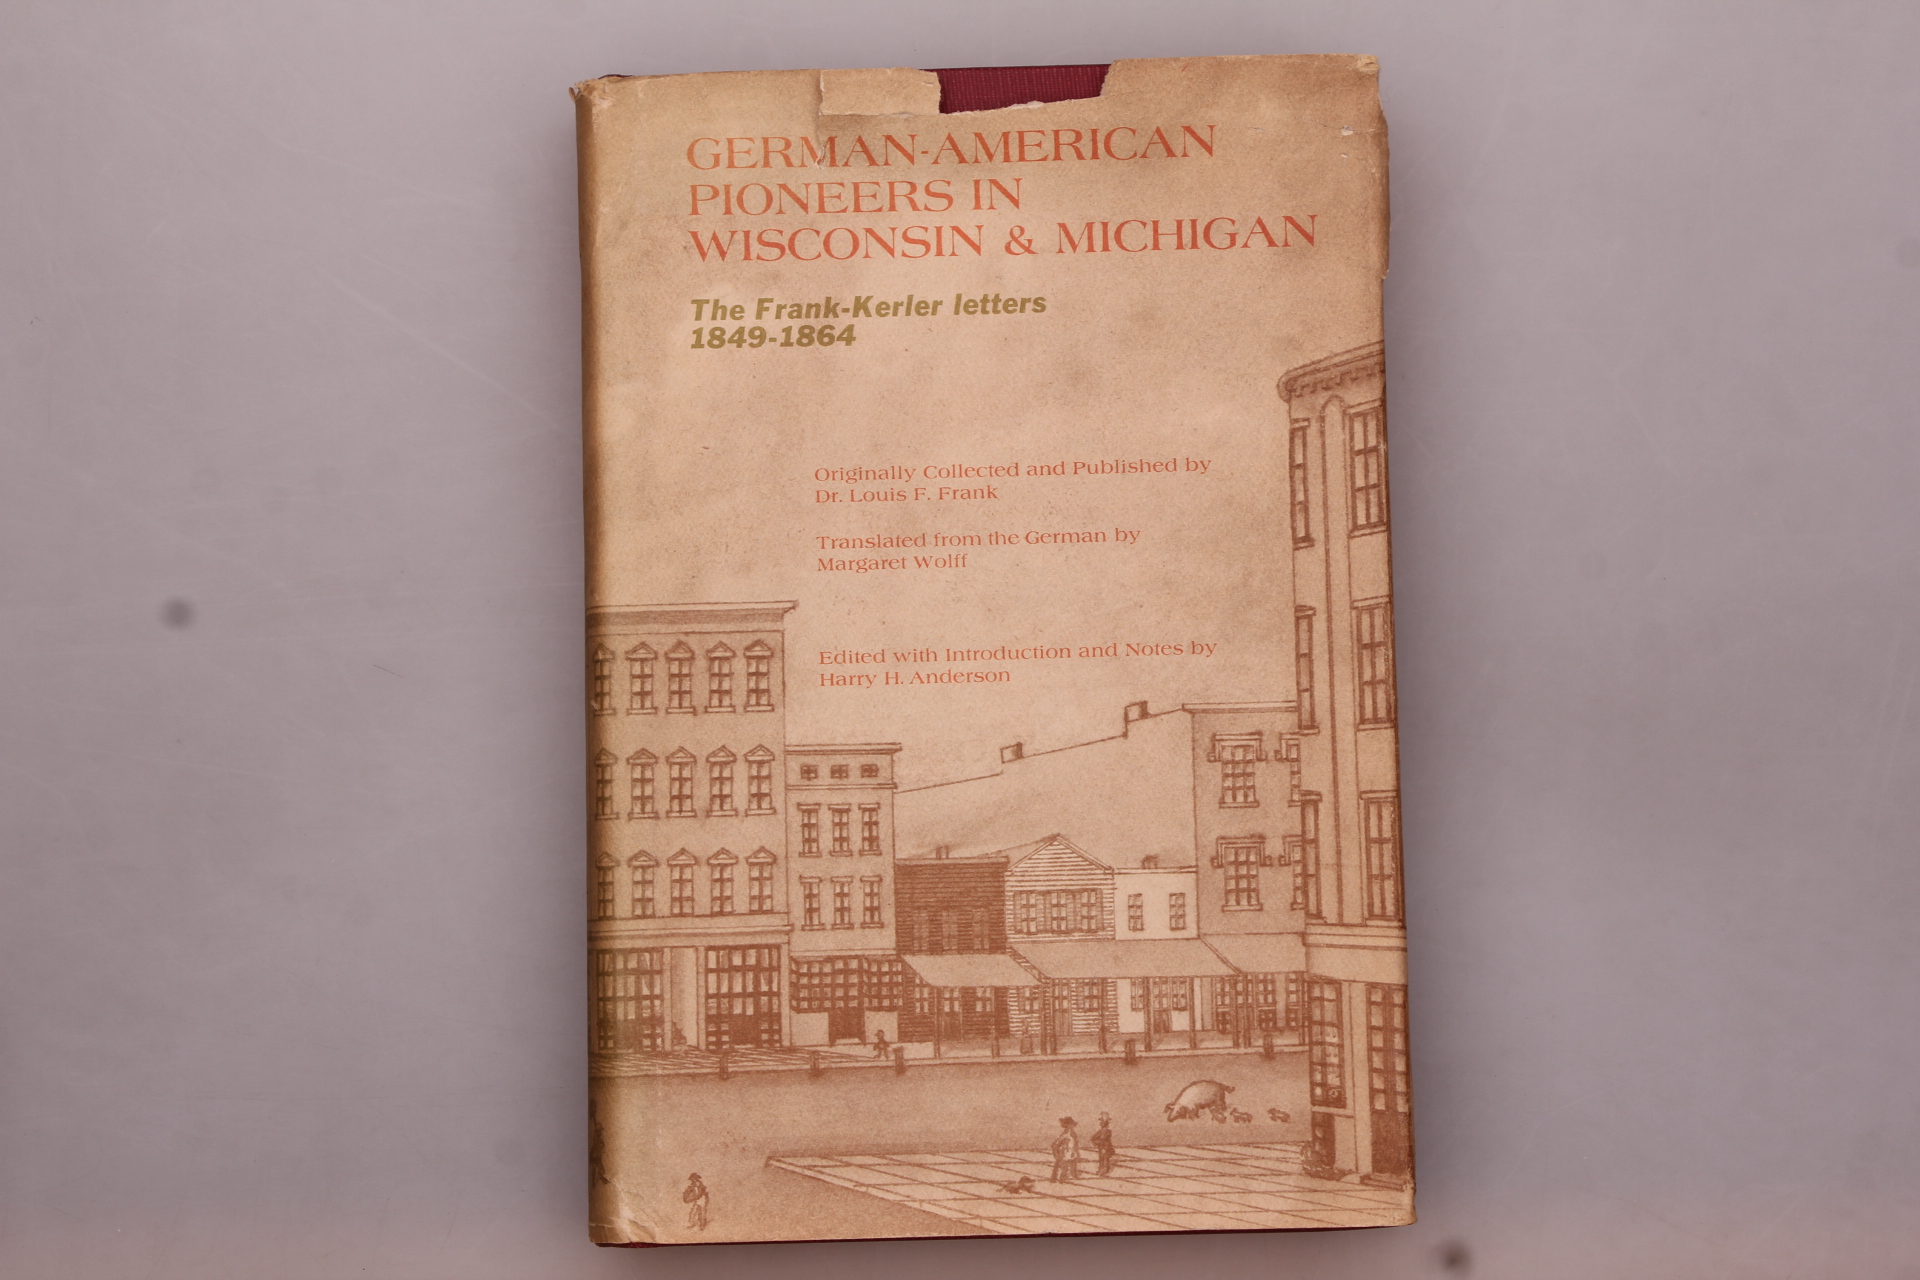 GERMAN-AMERICAN
PIONEERS IN
WISCONSIN & MICHIGAN
The Frank-Kerler letters
1849-1864
Originally Collected and Published by
Dr. Louis F. Frank
Translated from the German by
Margaret Wolff
Edited with Introduction and Notes by
Harry H. Anderson